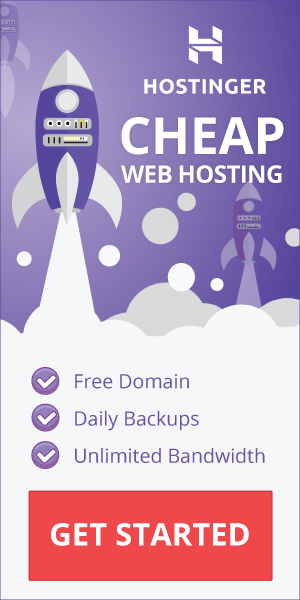 HOSTINGER
CHEAP
WEB HOSTING
Free Domain
Daily Backups
Unlimited Bandwidth
GET STARTED